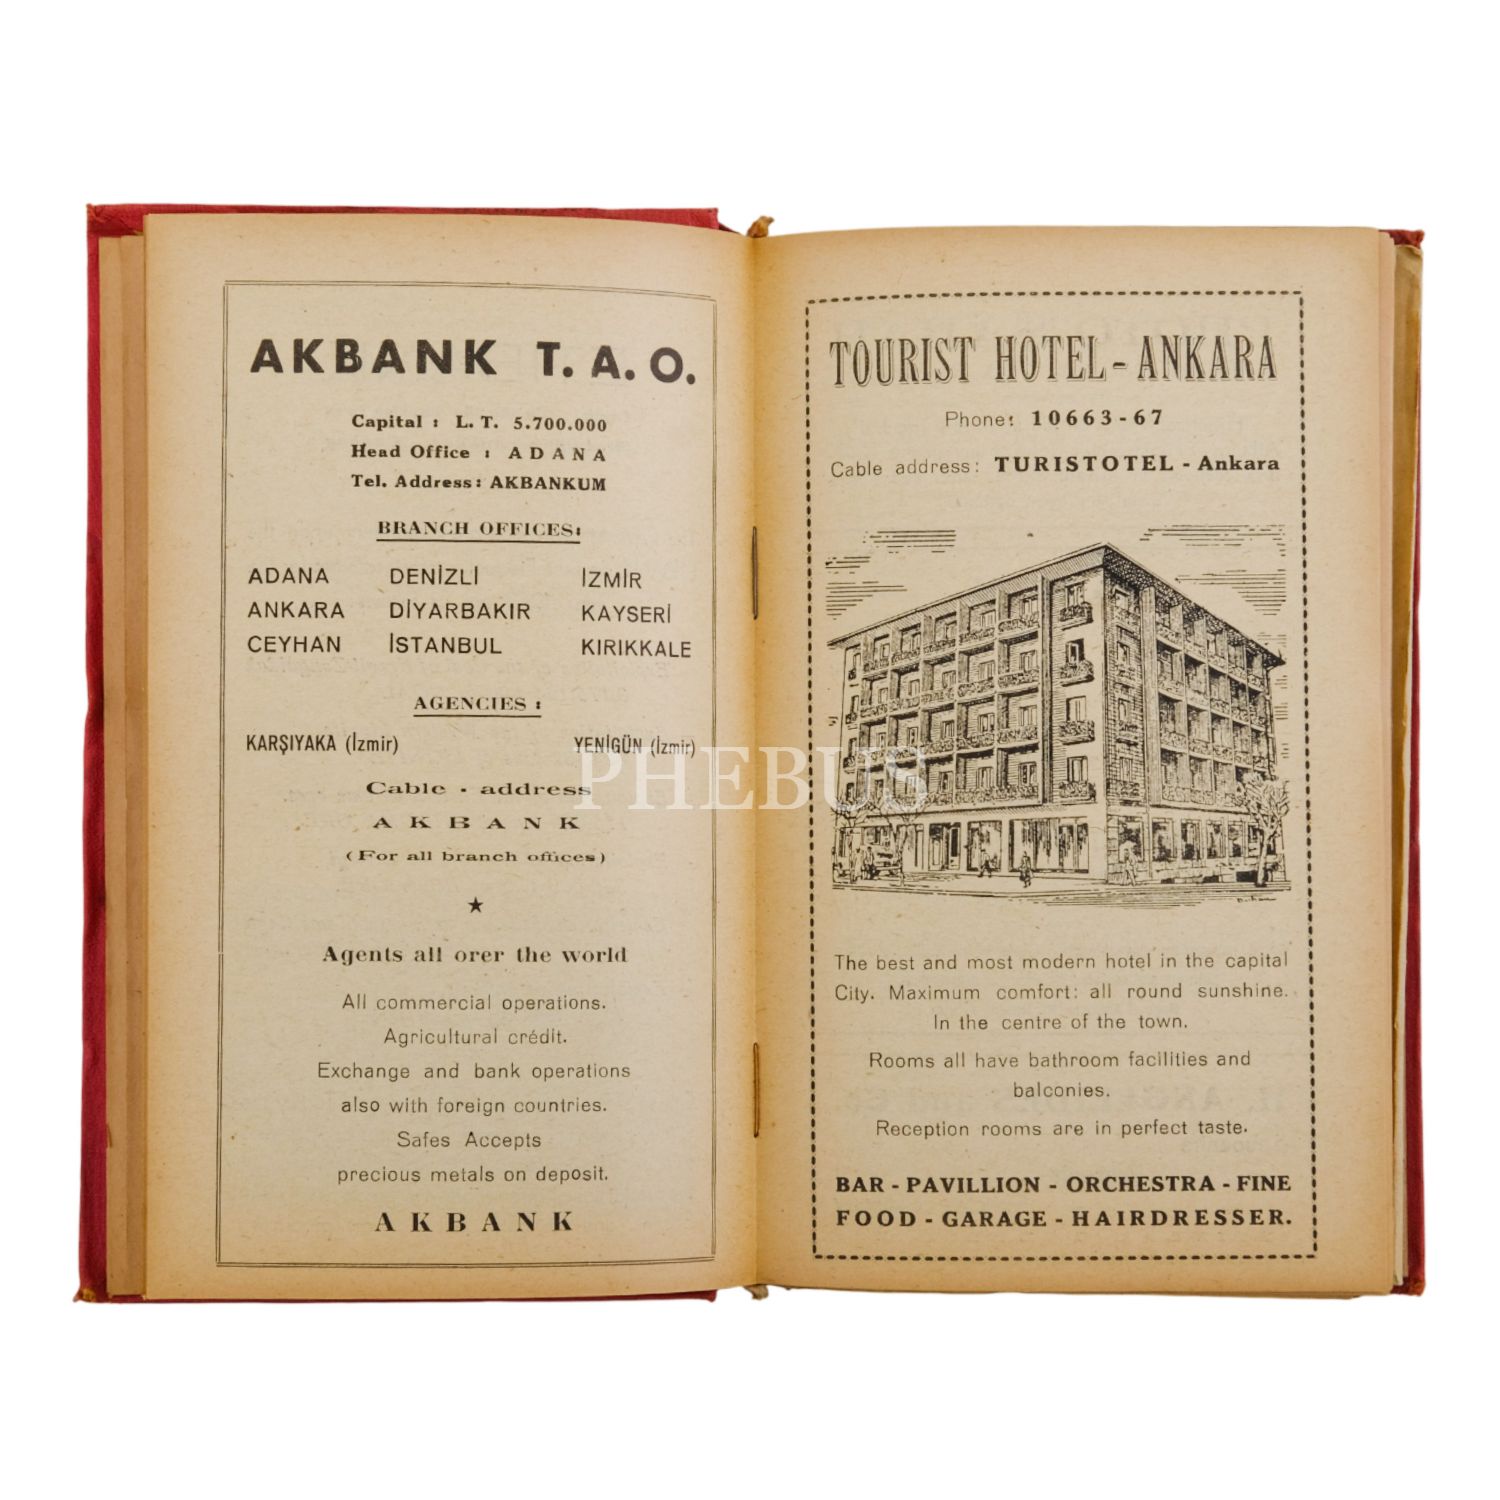 AKBANK T. A. O.
Capital : L. T. 5.700.000
Head Office : ADANA
Tel. Address: AKBANKUM
BRANCH OFFICES:
ADANA DENİZLİ İZMİR
ANKARA DİYARBAKIR KAYSERİ
CEYHAN İSTANBUL KIRIKKALE
AGENCIES :
KARŞIYAKA (İzmir) YENİGÜN (İzmir)
Cable - address
AKBANK
(For all branch offices)
Agents all orer the world
All commercial operations.
Agricultural crédit.
Exchange and bank operations
also with foreign countries.
Safes Accepts
precious metals on deposit.
AKBANK
TOURIST HOTEL - ANKARA
Phone: 10663-67
Cable address: TURISTOTEL - Ankara
The best and most modern hotel in the capital
City. Maximum comfort: all round sunshine.
In the centre of the town.
Rooms all have bathroom facilities and
balconies.
Reception rooms are in perfect taste.
BAR - PAVILLION - ORCHESTRA - FINE
FOOD - GARAGE - HAIRDRESSER.
PHEBUS